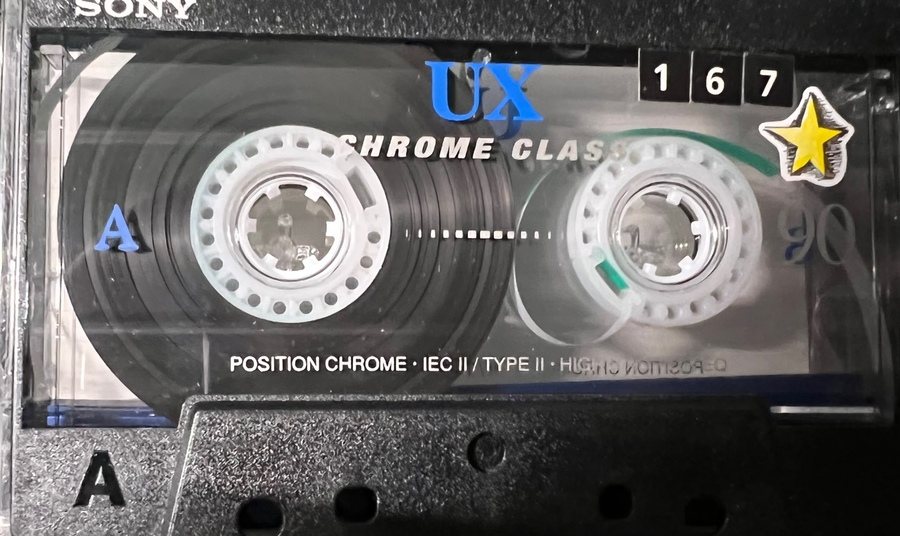 SONY
UX
1 6 7
CHROME CLASS
A
90
POSITION CHROME · IEC II / TYPE II · HIGH
A